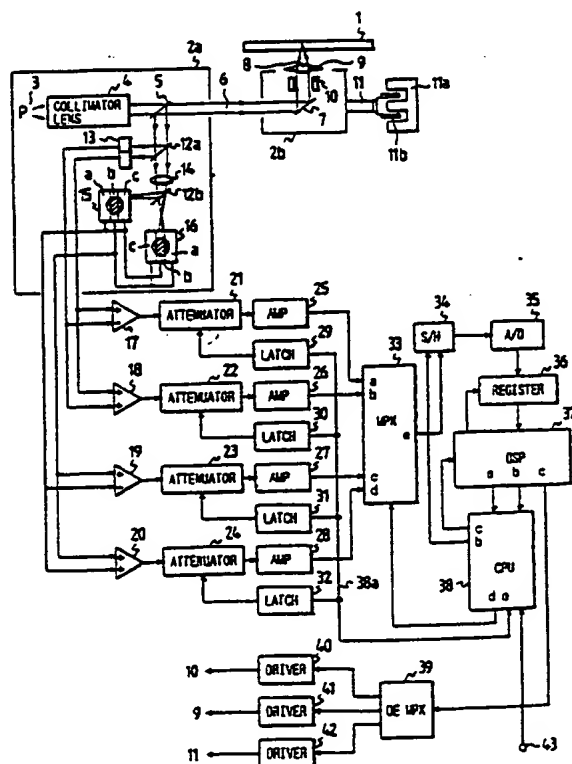 1
2a
8
9
3
4
5
6
10
11
11a
P
COLLIMATOR LENS
7
11b
13
12a
2b
14
a
b
c
12b
15
16
c
a
b
21
25
ATTENUATOR
AMP
17
29
LATCH
34
35
S/H
A/D
33
36
REGISTER
22
26
a
b
MPX
e
ATTENUATOR
AMP
18
30
LATCH
37
DSP
a
b
c
23
27
ATTENUATOR
AMP
c
d
19
31
LATCH
c
b
CPU
24
28
ATTENUATOR
AMP
20
38a
38
d
a
32
LATCH
40
39
10
DRIVER
41
9
DRIVER
DE MPX
42
11
DRIVER
43